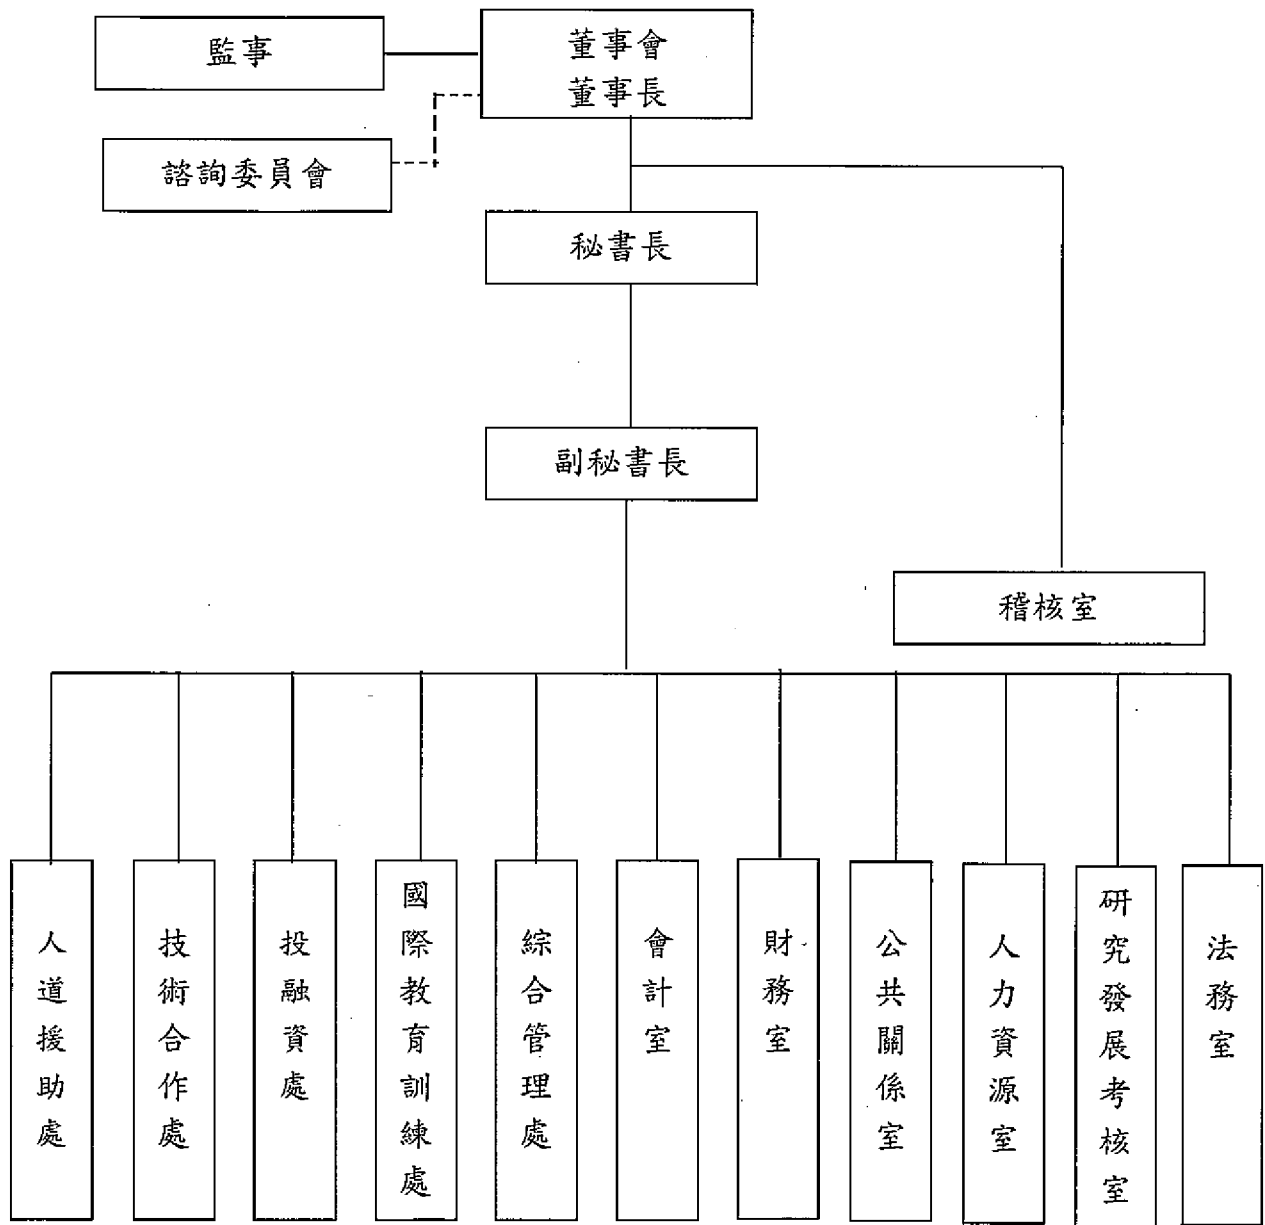 監事
董事會
董事長
諮詢委員會
秘書長
副秘書長
稽核室
人道援助處
技術合作處
投融資處
國際教育訓練處
綜合管理處
會計室
財務室
公共關係室
人力資源室
研究發展考核室
法務室